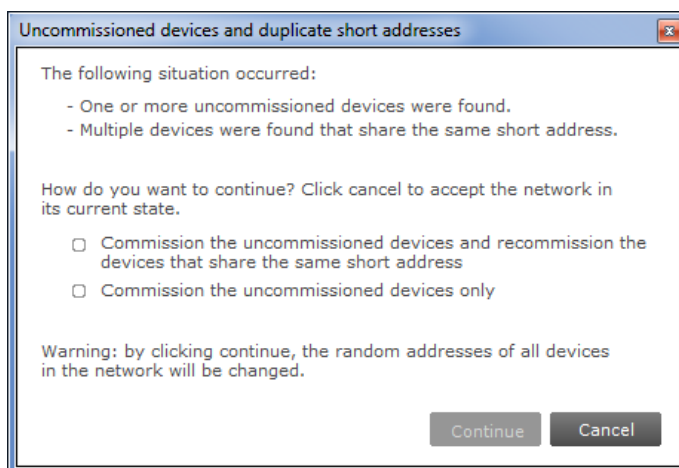 Uncommissioned devices and duplicate short addresses
The following situation occurred:
- One or more uncommissioned devices were found.
- Multiple devices were found that share the same short address.
How do you want to continue? Click cancel to accept the network in
its current state.
Commission the uncommissioned devices and recommission the
devices that share the same short address
Commission the uncommissioned devices only
Warning: by clicking continue, the random addresses of all devices
in the network will be changed.
Continue Cancel